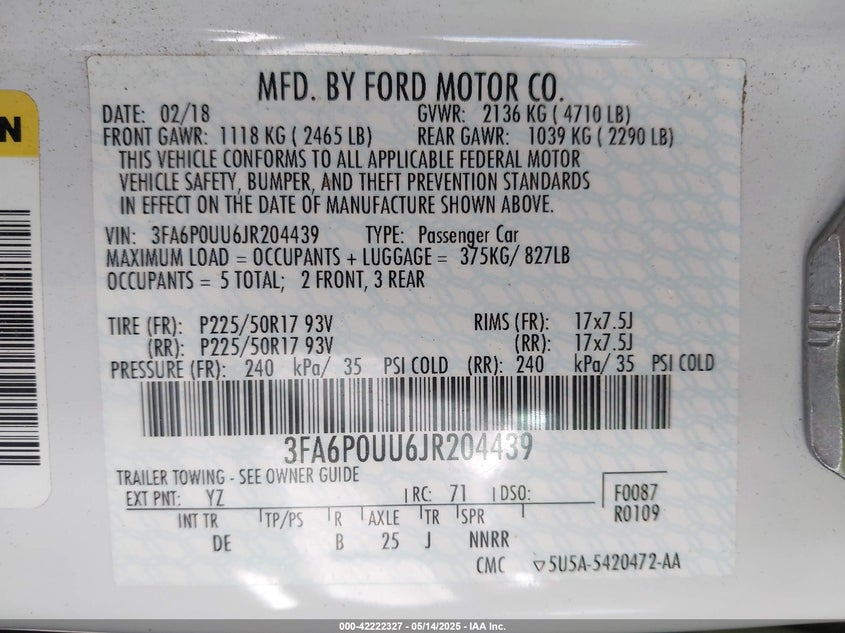 N
MFD. BY FORD MOTOR CO.
DATE: 02/18 GVWR: 2136 KG ( 4710 LB)
FRONT GAWR: 1118 KG ( 2465 LB) REAR GAWR: 1039 KG ( 2290 LB)
THIS VEHICLE CONFORMS TO ALL APPLICABLE FEDERAL MOTOR
VEHICLE SAFETY, BUMPER, AND THEFT PREVENTION STANDARDS
IN EFFECT ON THE DATE OF MANUFACTURE SHOWN ABOVE.
VIN: 3FA6P0UU6JR204439 TYPE: Passenger Car
MAXIMUM LOAD = OCCUPANTS + LUGGAGE = 375KG/ 827LB
OCCUPANTS = 5 TOTAL; 2 FRONT, 3 REAR
TIRE (FR): P225/50R17 93V RIMS (FR): 17x7.5J
(RR): P225/50R17 93V (RR): 17x7.5J
PRESSURE (FR): 240 kPa/ 35 PSI COLD (RR): 240 kPa/ 35 PSI COLD
3FA6P0UU6JR204439
TRAILER TOWING - SEE OWNER GUIDE
EXT PNT: YZ RC: 71 DSO: F0087
INT TR TP/PS R AXLE TR SPR R0109
DE B 25 J NNRR
CMC ▽5U5A-5420472-AA
000-42222327 - 05/14/2025 - IAA Inc.